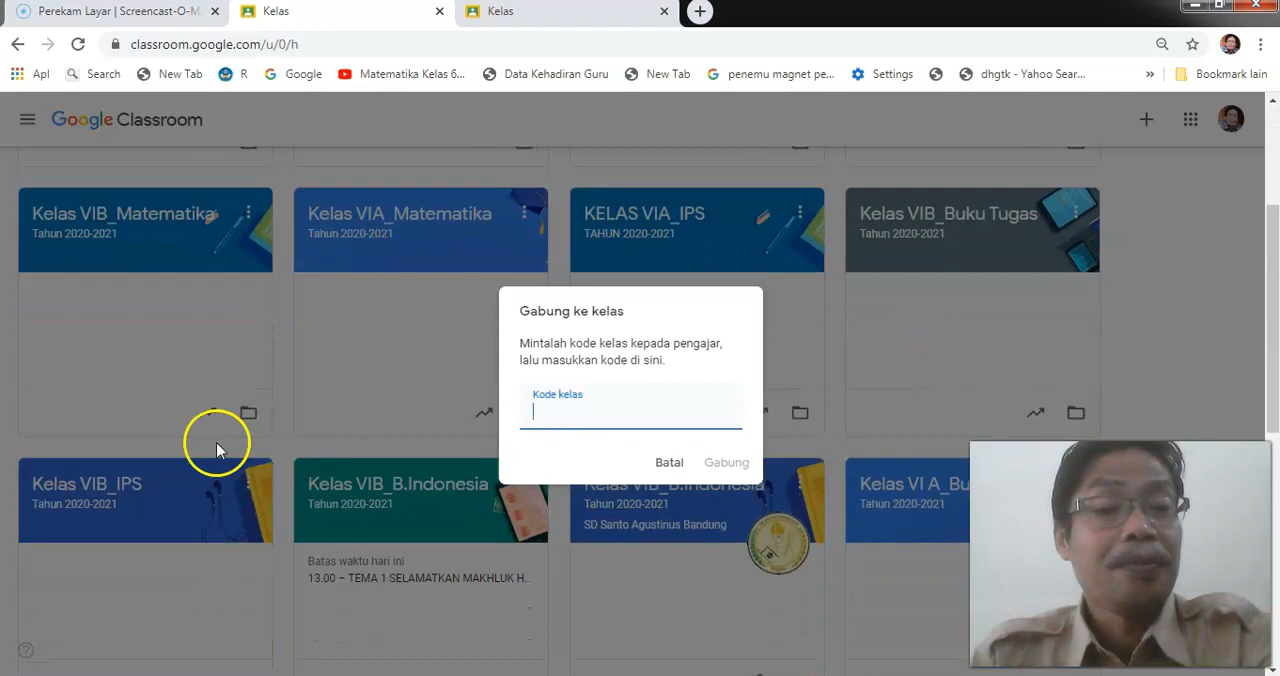 Perekam Layar | Screencast-O-M
Kelas
Kelas
classroom.google.com/u/0/h
Apl
Search
New Tab
R
Google
Matematika Kelas 6...
Data Kehadiran Guru
New Tab
penemu magnet pe...
Settings
dhgtk - Yahoo Sear...
»
Bookmark lain
Google Classroom
Kelas VIB_Matematika
Tahun 2020-2021
Kelas VIA_Matematika
Tahun 2020-2021
KELAS VIA_IPS
TAHUN 2020-2021
Kelas VIB_Buku Tugas
Tahun 2020-2021
Gabung ke kelas
Mintalah kode kelas kepada pengajar,
lalu masukkan kode di sini.
Kode kelas
Batal
Gabung
Kelas VIB_IPS
Tahun 2020-2021
Kelas VIB_B.Indonesia
Tahun 2020-2021
Batas waktu hari ini
13.00 – TEMA 1 SELAMATKAN MAKHLUK H...
Kelas VIB_B.Indonesia
Tahun 2020-2021
SD Santo Agustinus Bandung
Kelas VI A_Bu
Tahun 2020-2021